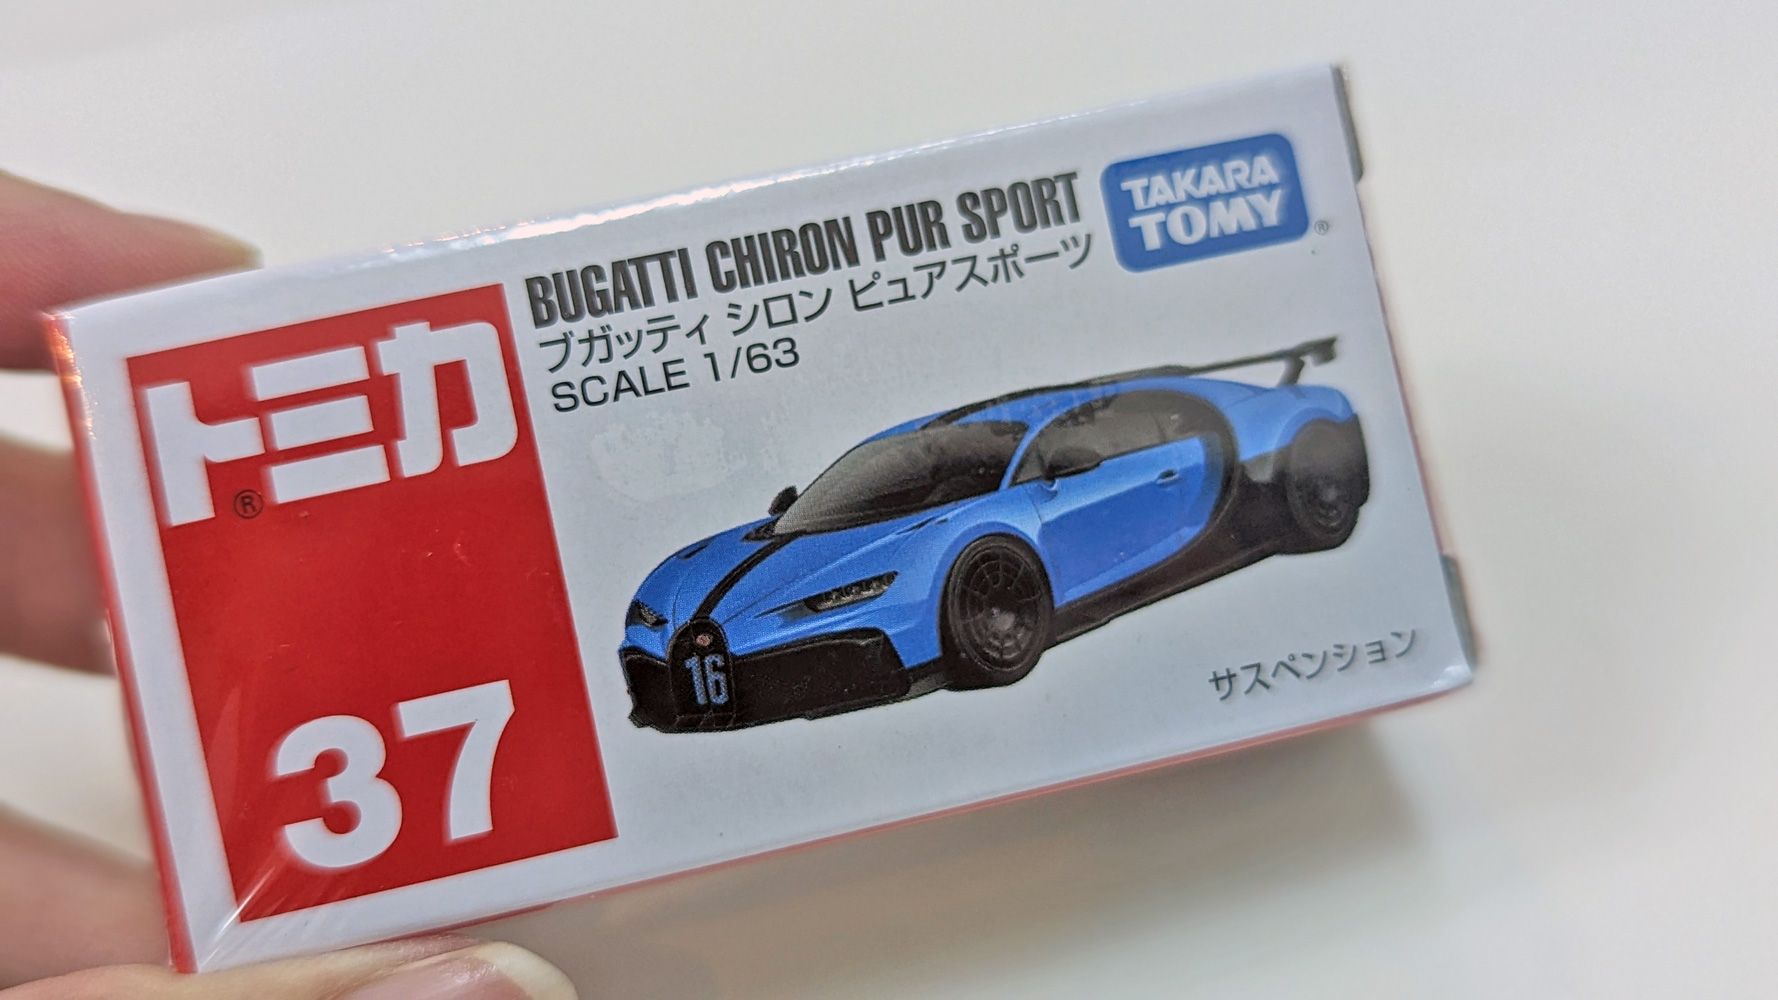 BUGATTI CHIRON PUR SPORT
ブガッティ シロン ピュアスポーツ
SCALE 1/63
TAKARA
TOMY
®
トミカ
®
37
16
サスペンション